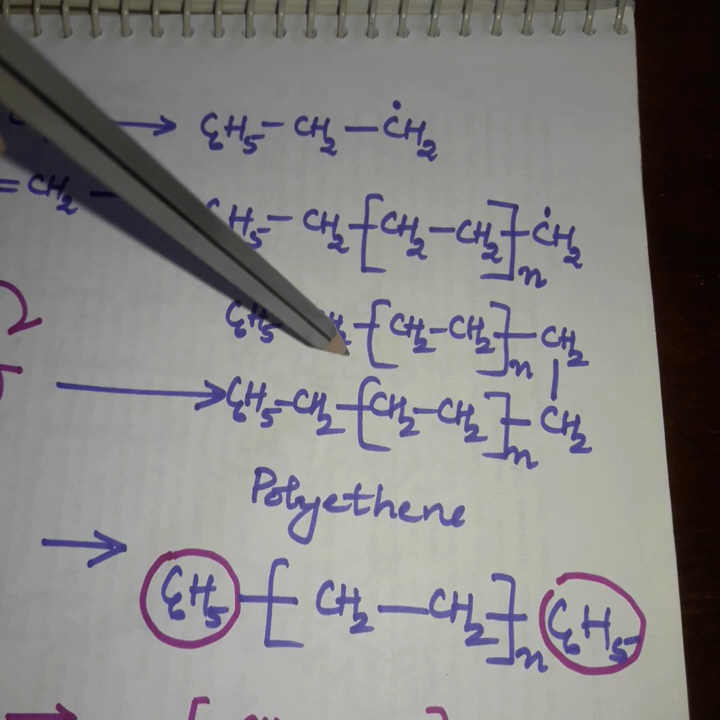 → C6H5–CH2–ĊH2
=CH2 – C6H5–CH2–[CH2–CH2]n–ĊH2
C6H5 [CH2–CH2]n–CH2
|
→ C6H5–CH2–[CH2–CH2]n–CH2
Polyethene
→ C6H5–[CH2–CH2]n–C6H5